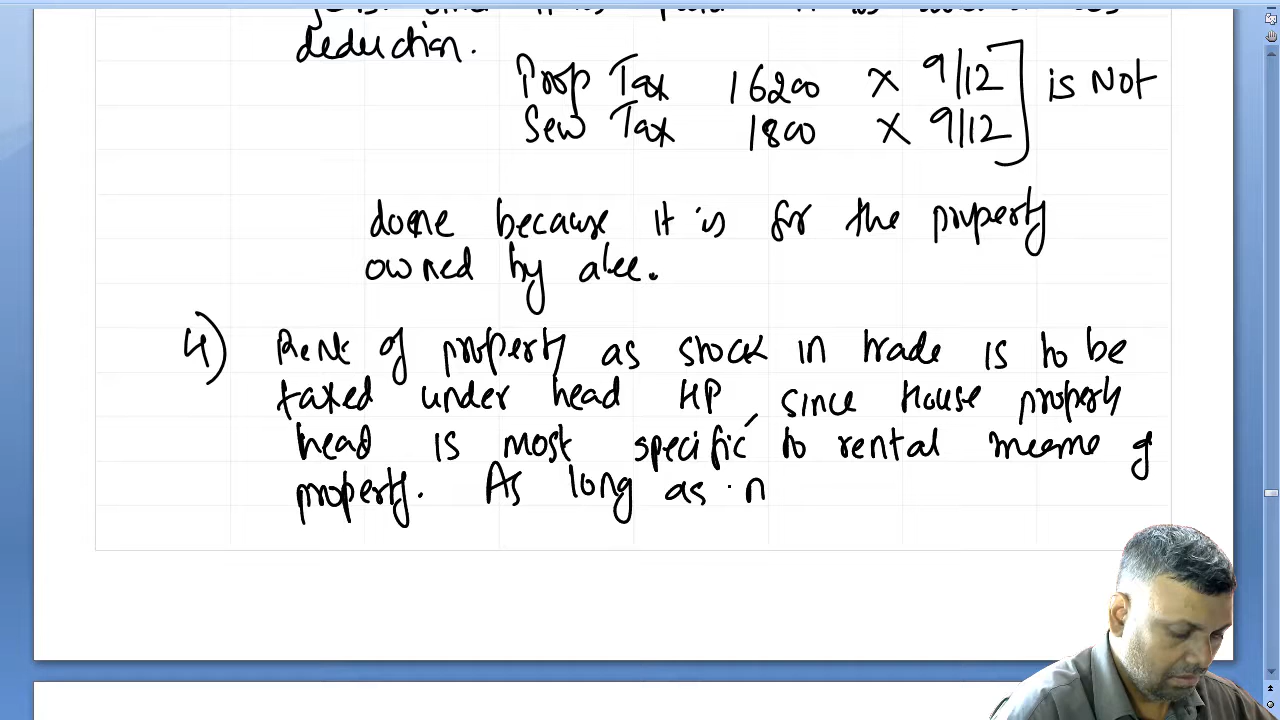 deduction.
Prop Tax 16200 X 9/12
Sew Tax 1800 X 9/12 ] is Not
done because it is for the property
owned by abee.
4) Rent of property as stock in trade is to be
taxed under head HP, since House property
head is most specific to rental income of
property. As long as n